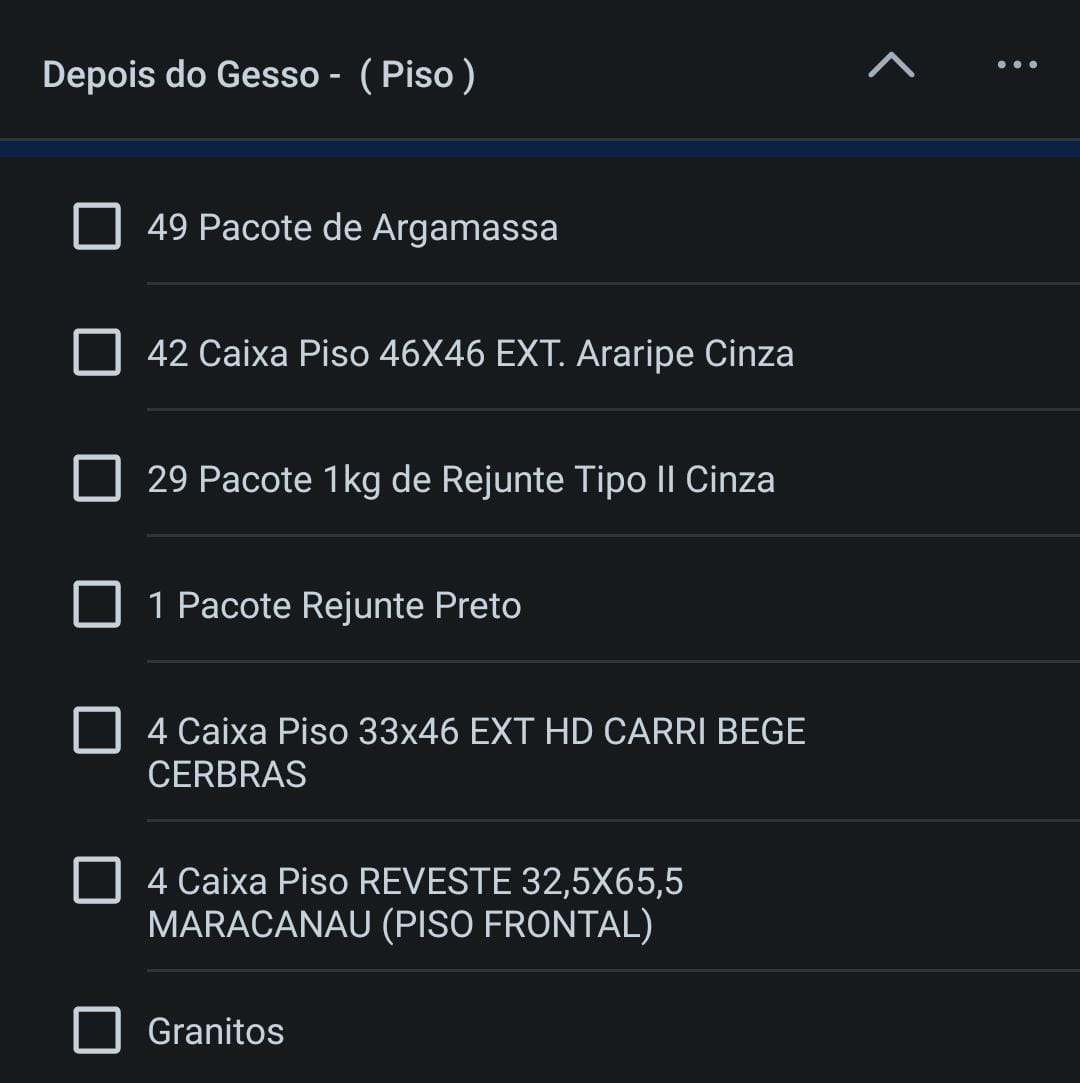 Depois do Gesso - ( Piso )
49 Pacote de Argamassa
42 Caixa Piso 46X46 EXT. Araripe Cinza
29 Pacote 1kg de Rejunte Tipo II Cinza
1 Pacote Rejunte Preto
4 Caixa Piso 33x46 EXT HD CARRI BEGE
CERBRAS
4 Caixa Piso REVESTE 32,5X65,5
MARACANAU (PISO FRONTAL)
Granitos